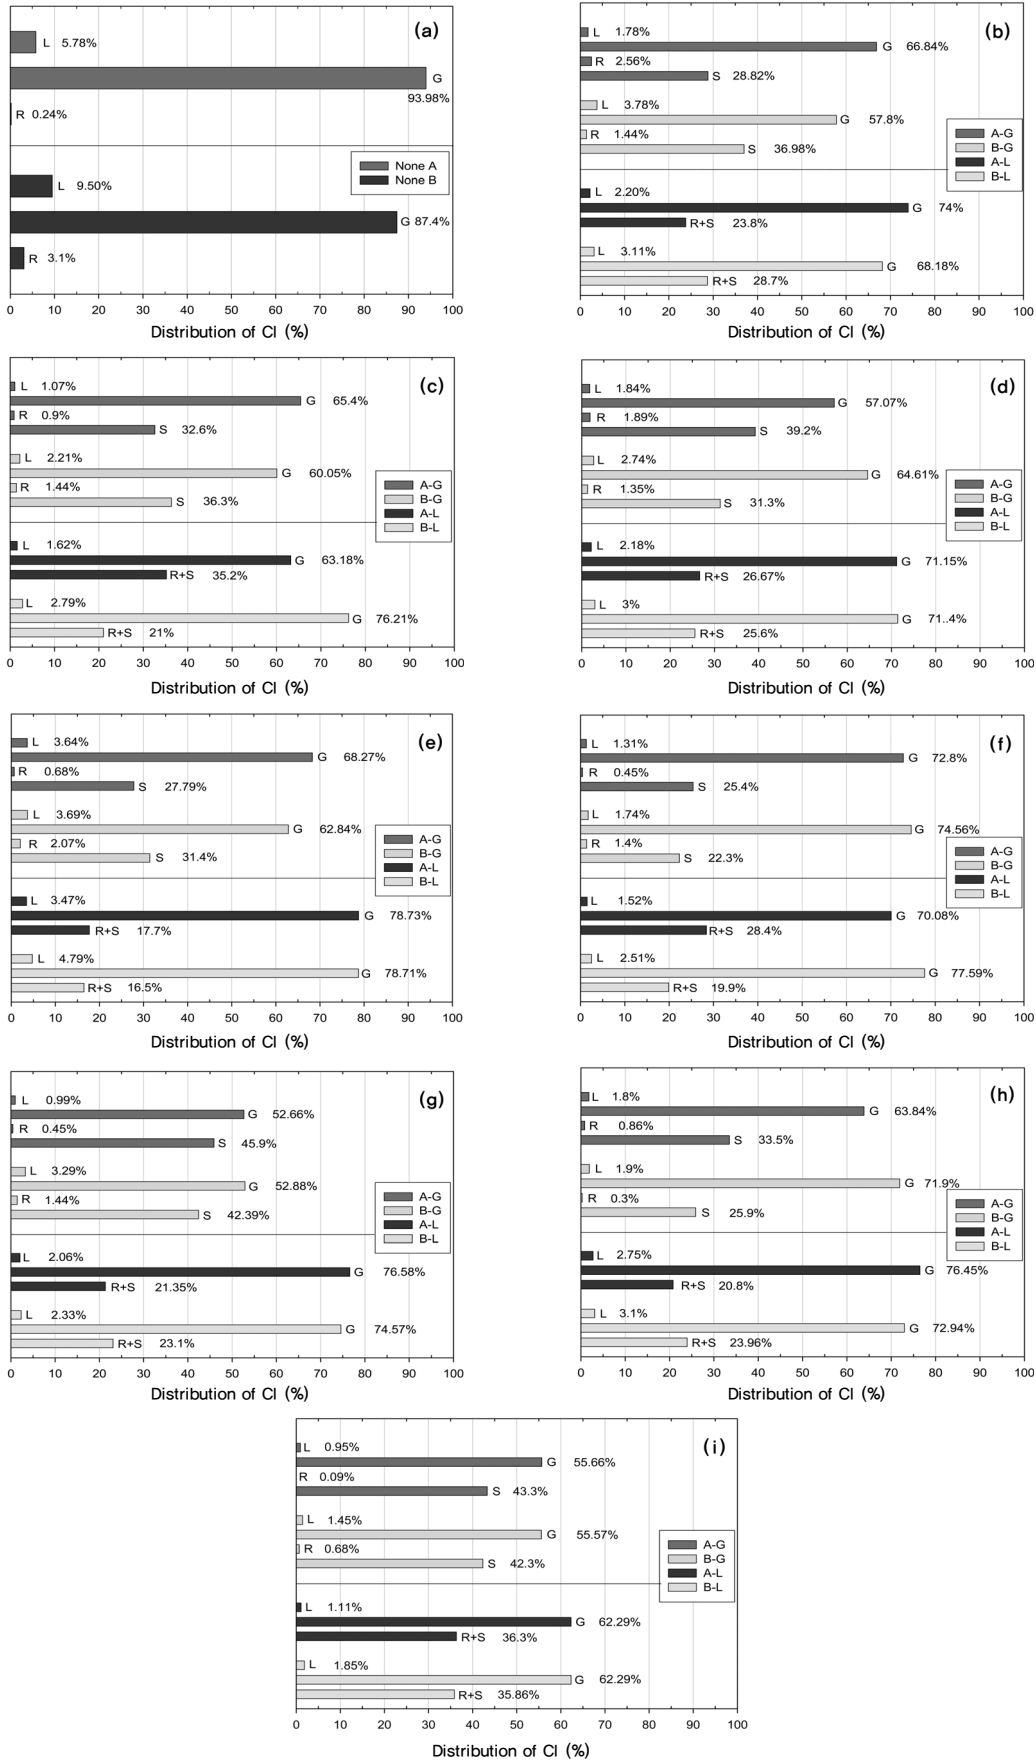 (a)
L 5.78%
G
93.98%
R 0.24%
None A
None B
L 9.50%
G 87.4%
R 3.1%
0 10 20 30 40 50 60 70 80 90 100
Distribution of Cl (%)
(b)
L 1.78%
G 66.84%
R 2.56%
S 28.82%
L 3.78%
G 57.8%
R 1.44%
S 36.98%
A-G
B-G
A-L
B-L
L 2.20%
G 74%
R+S 23.8%
L 3.11%
G 68.18%
R+S 28.7%
0 10 20 30 40 50 60 70 80 90 100
Distribution of Cl (%)
(c)
L 1.07%
G 65.4%
R 0.9%
S 32.6%
L 2.21%
G 60.05%
R 1.44%
S 36.3%
A-G
B-G
A-L
B-L
L 1.62%
G 63.18%
R+S 35.2%
L 2.79%
G 76.21%
R+S 21%
0 10 20 30 40 50 60 70 80 90 100
Distribution of Cl (%)
(d)
L 1.84%
G 57.07%
R 1.89%
S 39.2%
L 2.74%
G 64.61%
R 1.35%
S 31.3%
A-G
B-G
A-L
B-L
L 2.18%
G 71.15%
R+S 26.67%
L 3%
G 71..4%
R+S 25.6%
0 10 20 30 40 50 60 70 80 90 100
Distribution of Cl (%)
(e)
L 3.64%
G 68.27%
R 0.68%
S 27.79%
L 3.69%
G 62.84%
R 2.07%
S 31.4%
A-G
B-G
A-L
B-L
L 3.47%
G 78.73%
R+S 17.7%
L 4.79%
G 78.71%
R+S 16.5%
0 10 20 30 40 50 60 70 80 90 100
Distribution of Cl (%)
(f)
L 1.31%
G 72.8%
R 0.45%
S 25.4%
L 1.74%
G 74.56%
R 1.4%
S 22.3%
A-G
B-G
A-L
B-L
L 1.52%
G 70.08%
R+S 28.4%
L 2.51%
G 77.59%
R+S 19.9%
0 10 20 30 40 50 60 70 80 90 100
Distribution of Cl (%)
(g)
L 0.99%
G 52.66%
R 0.45%
S 45.9%
L 3.29%
G 52.88%
R 1.44%
S 42.39%
A-G
B-G
A-L
B-L
L 2.06%
G 76.58%
R+S 21.35%
L 2.33%
G 74.57%
R+S 23.1%
0 10 20 30 40 50 60 70 80 90 100
Distribution of Cl (%)
(h)
L 1.8%
G 63.84%
R 0.86%
S 33.5%
L 1.9%
G 71.9%
R 0.3%
S 25.9%
A-G
B-G
A-L
B-L
L 2.75%
G 76.45%
R+S 20.8%
L 3.1%
G 72.94%
R+S 23.96%
0 10 20 30 40 50 60 70 80 90 100
Distribution of Cl (%)
(i)
L 0.95%
G 55.66%
R 0.09%
S 43.3%
L 1.45%
G 55.57%
R 0.68%
S 42.3%
A-G
B-G
A-L
B-L
L 1.11%
G 62.29%
R+S 36.3%
L 1.85%
G 62.29%
R+S 35.86%
0 10 20 30 40 50 60 70 80 90 100
Distribution of Cl (%)